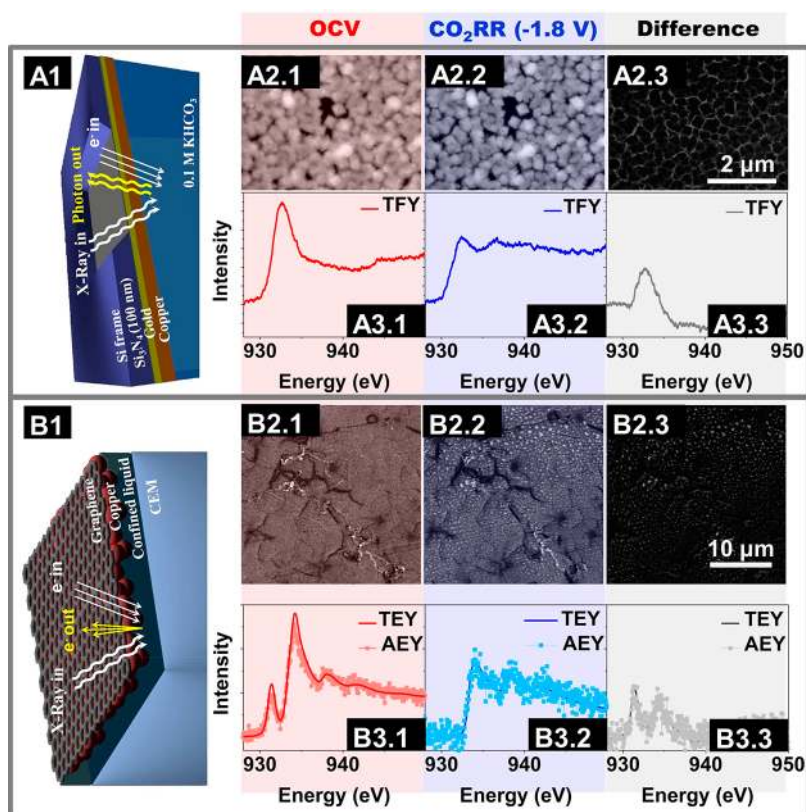 OCV CO₂RR (-1.8 V) Difference
A1 A2.1 A2.2 A2.3
2 µm
X-Ray in Photon out e⁻ in
0.1 M KHCO₃
Si frame
Si₃N₄ (100 nm)
Gold
Copper
Intensity
TFY TFY TFY
A3.1 A3.2 A3.3
930 940 930 940 930 940 950
Energy (eV) Energy (eV) Energy (eV)
B1 B2.1 B2.2 B2.3
10 µm
Graphene
Copper
Confined liquid
CEM
X-Ray in e⁻ out e⁻ in
Intensity
TEY TEY TEY
AEY AEY AEY
B3.1 B3.2 B3.3
930 940 930 940 930 940 950
Energy (eV) Energy (eV) Energy (eV)